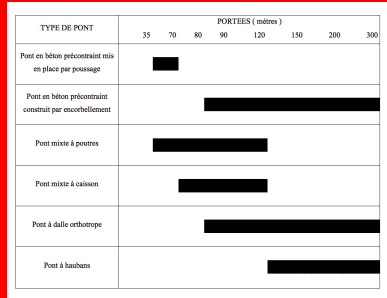 TYPE DE PONT
PORTEES ( mètres )
35 70 80 90 120 150 200 300
Pont en béton précontraint mis
en place par poussage
Pont en béton précontraint
construit par encorbellement
Pont mixte à poutres
Pont mixte à caisson
Pont à dalle orthotrope
Pont à haubans